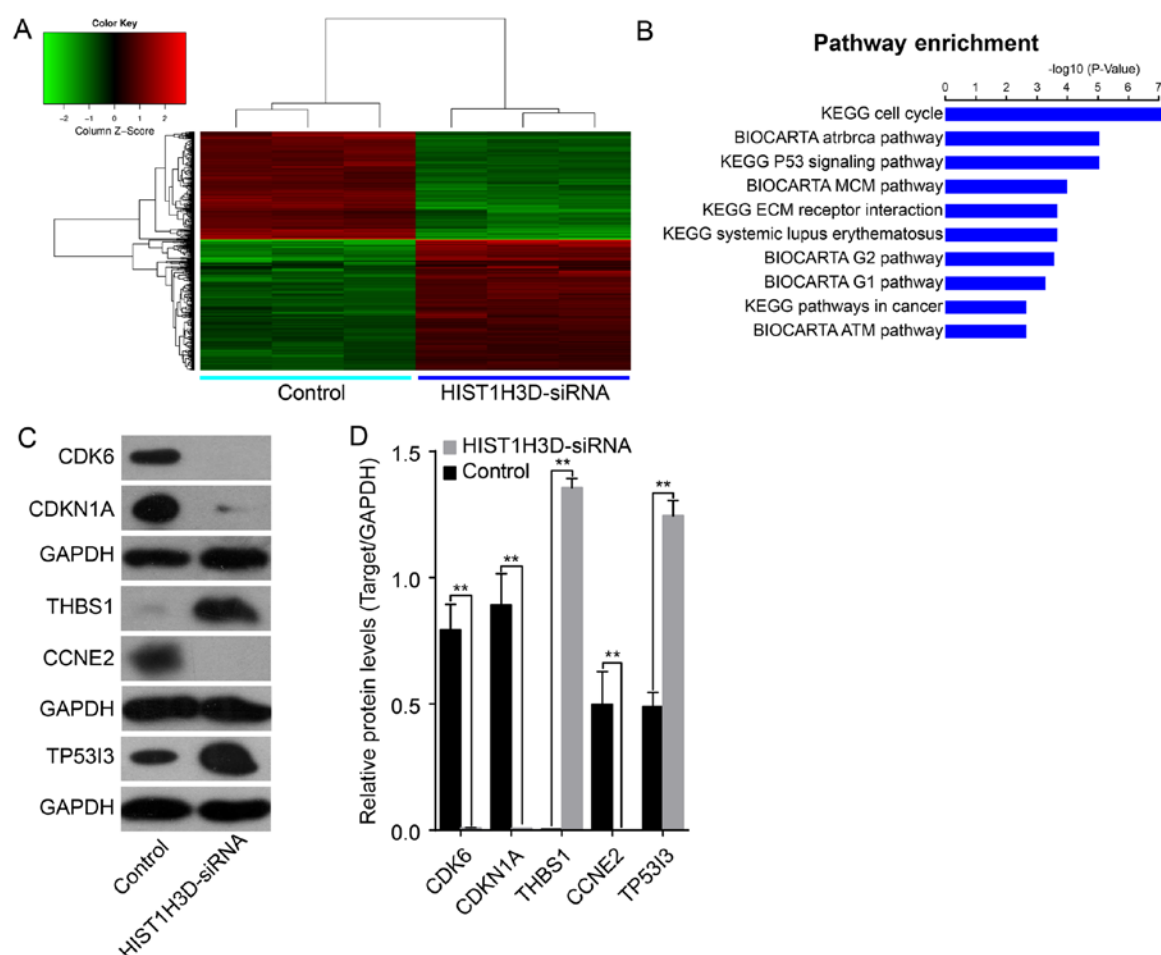 A
Color Key
-2 -1 0 1 2
Column Z-Score
Control
HIST1H3D-siRNA
B
Pathway enrichment
-log10 (P-Value)
0 1 2 3 4 5 6 7
KEGG cell cycle
BIOCARTA atrbrca pathway
KEGG P53 signaling pathway
BIOCARTA MCM pathway
KEGG ECM receptor interaction
KEGG systemic lupus erythematosus
BIOCARTA G2 pathway
BIOCARTA G1 pathway
KEGG pathways in cancer
BIOCARTA ATM pathway
C
CDK6
CDKN1A
GAPDH
THBS1
CCNE2
GAPDH
TP53I3
GAPDH
Control
HIST1H3D-siRNA
D
HIST1H3D-siRNA
Control
Relative protein levels (Target/GAPDH)
1.5
1.0
0.5
0.0
**
**
**
**
**
CDK6
CDKN1A
THBS1
CCNE2
TP53I3